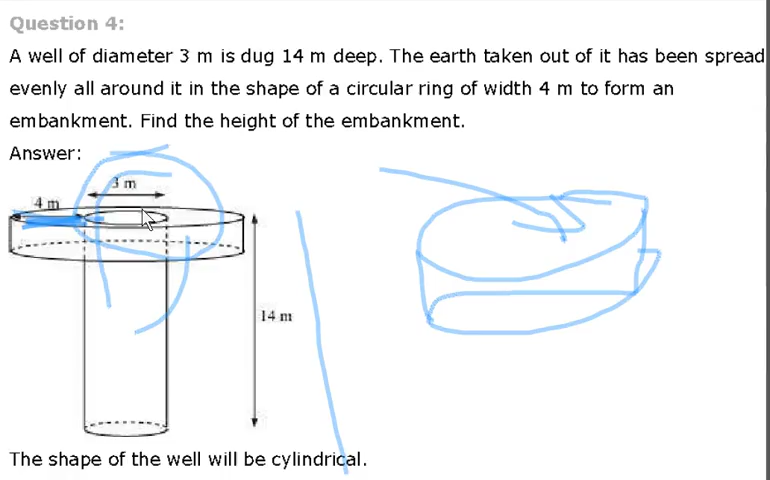 Question 4:
A well of diameter 3 m is dug 14 m deep. The earth taken out of it has been spread
evenly all around it in the shape of a circular ring of width 4 m to form an
embankment. Find the height of the embankment.
Answer:
3 m
4 m
14 m
The shape of the well will be cylindrical.